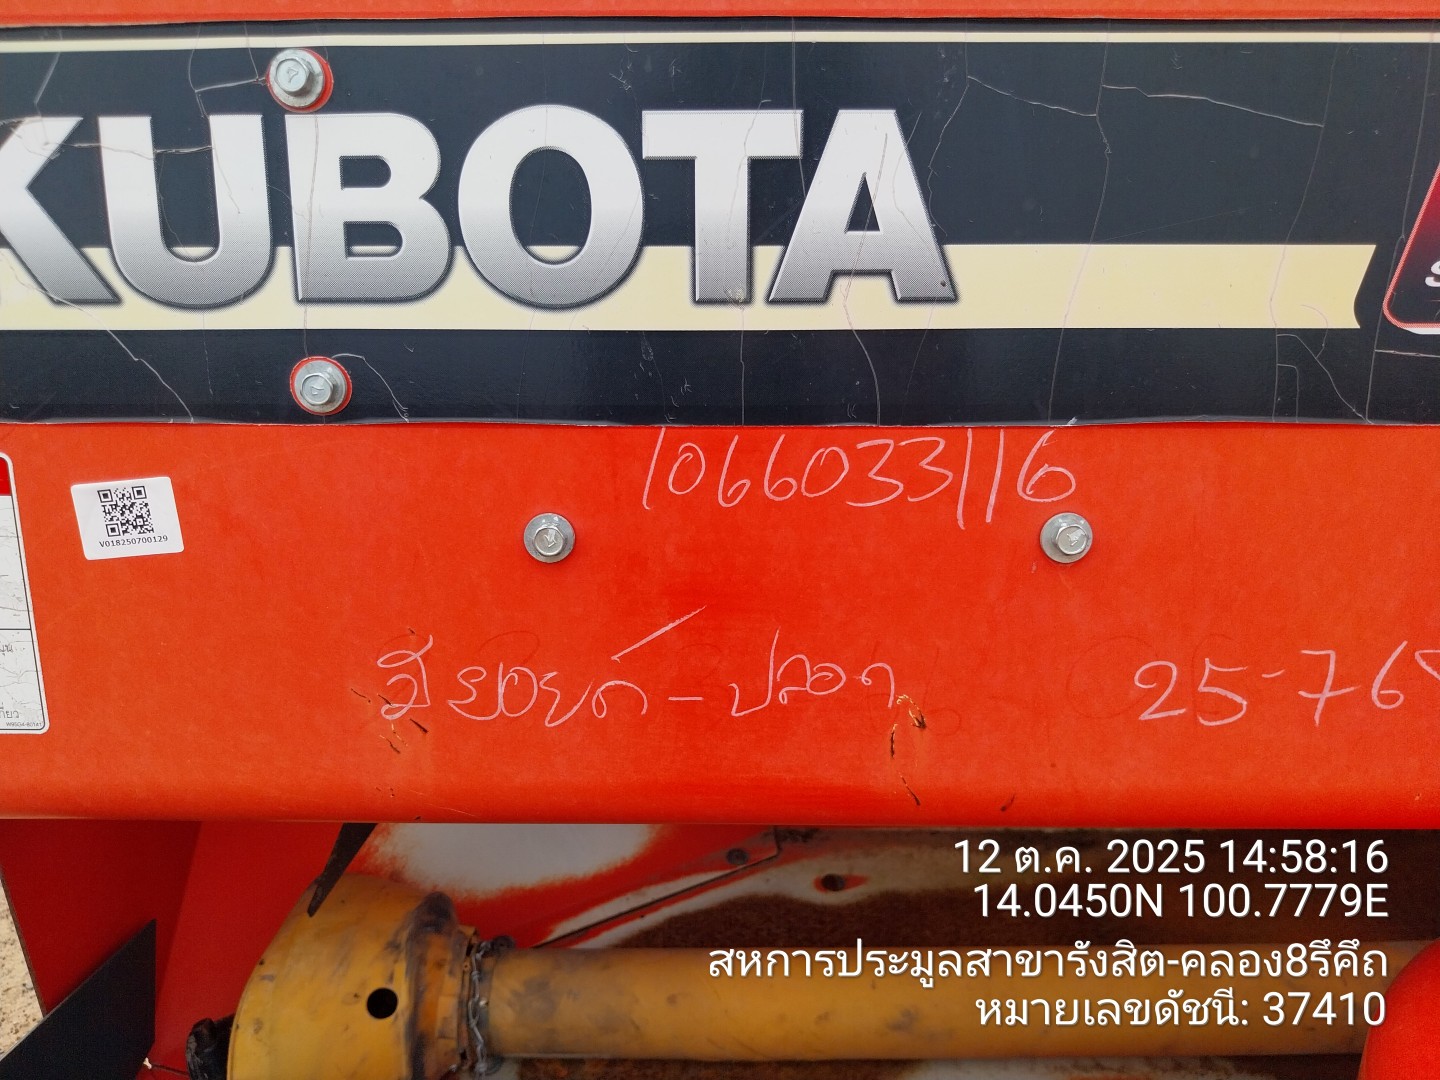 KUBOTA
1066033116
V018250700129
25-76
12 ต.ค. 2025 14:58:16
14.0450N 100.7779E
สหการประมูลสาขารังสิต-คลอง8รึคึถ
หมายเลขดัชนี: 37410